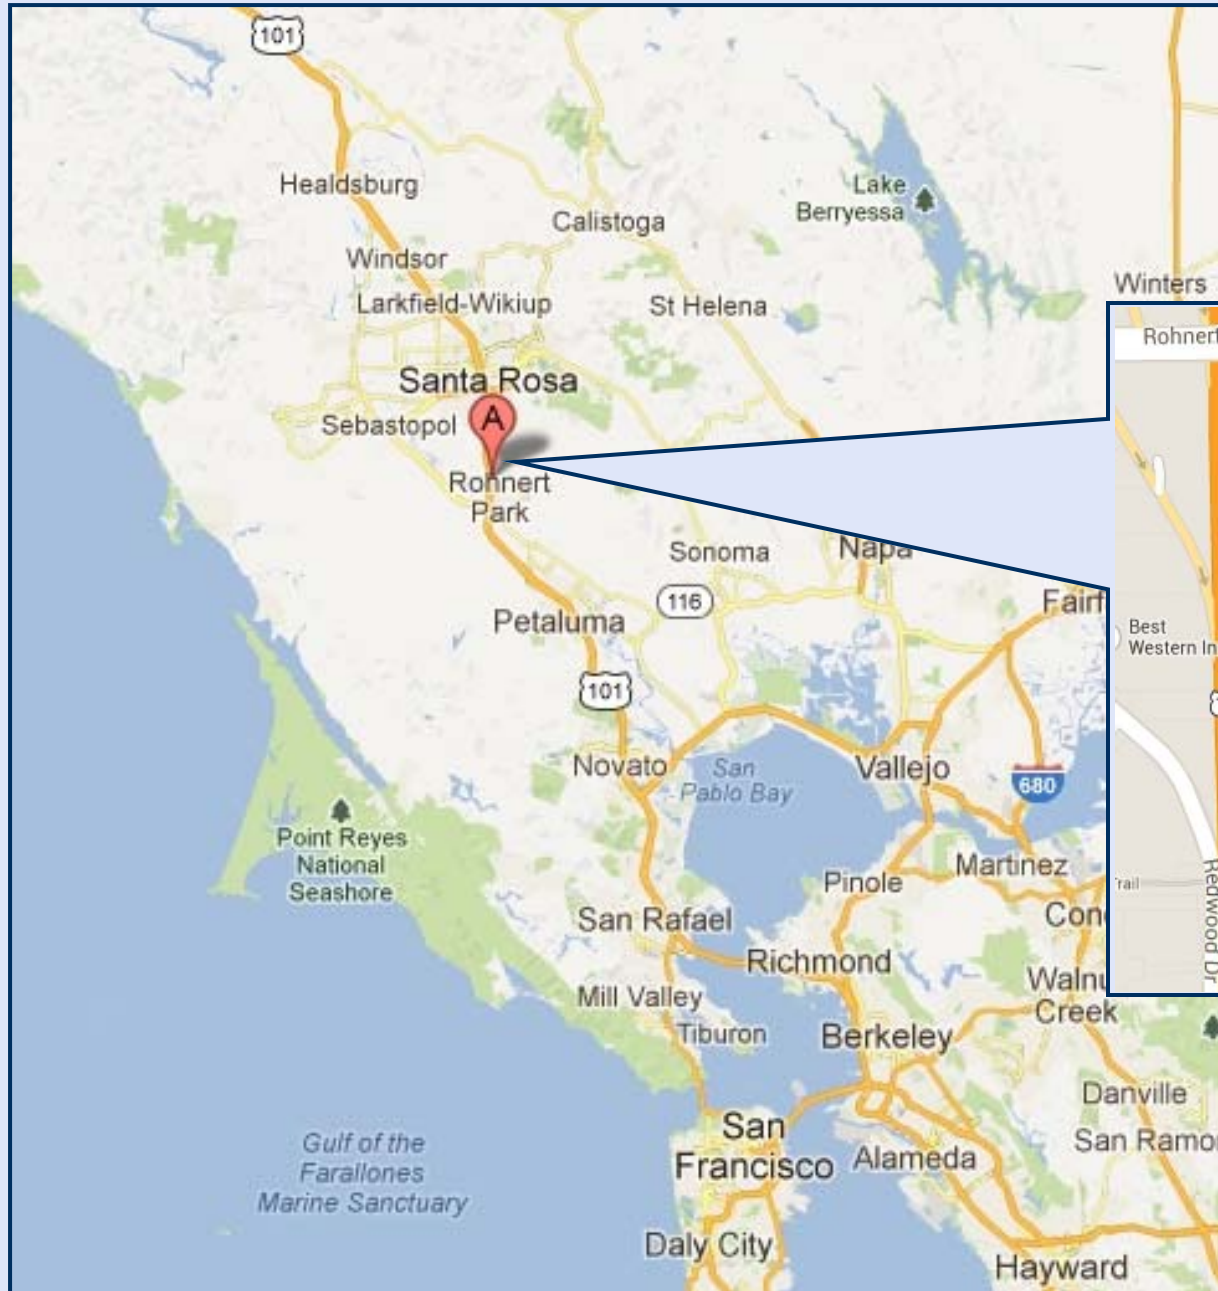 101
Healdsburg
Calistoga
Lake
Berryessa
Windsor
Larkfield-Wikiup
St Helena
Winters
Rohnert
Santa Rosa
A
Sebastopol
Rohnert
Park
Sonoma
Napa
116
Petaluma
Best
Western In
101
Novato
San
Pablo Bay
Vallejo
680
Point Reyes
National
Seashore
Martinez
Pinole
Trail
San Rafael
Redwood Dr
Richmond
Mill Valley
Walnu
Creek
Tiburon
Berkeley
Danville
San Ramo
Gulf of the
Farallones
Marine Sanctuary
San
Francisco
Alameda
Daly City
Hayward